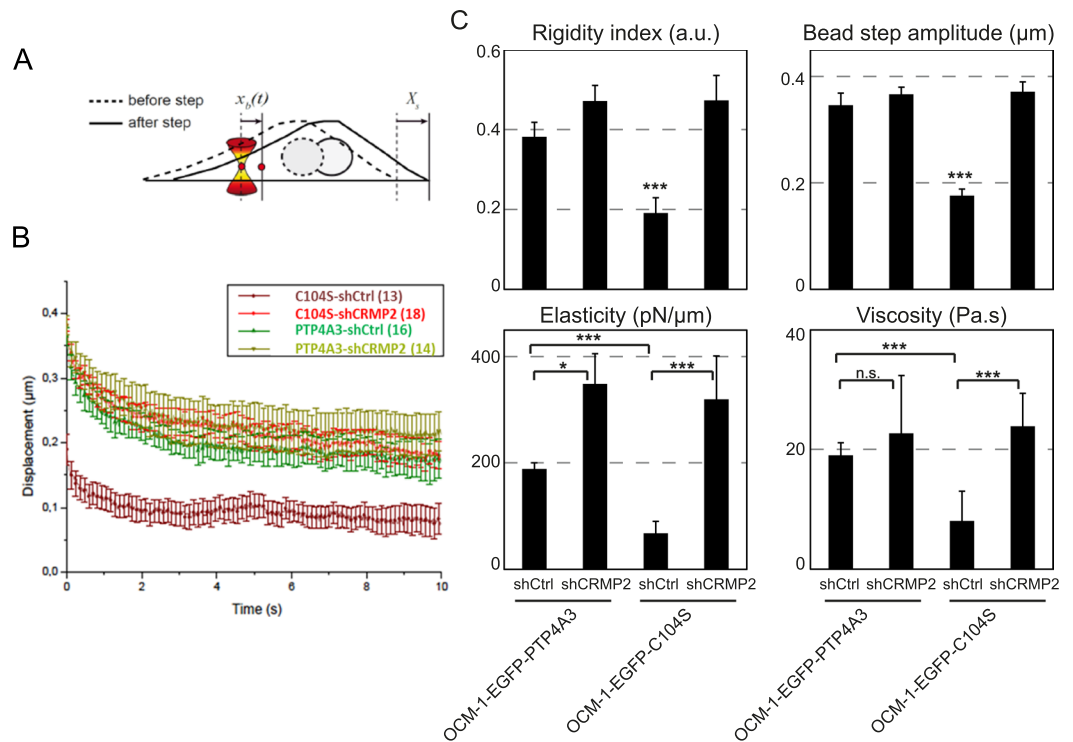 A
before step
after step
x_b(t)
X_s
B
C104S-shCtrl (13)
C104S-shCRMP2 (18)
PTP4A3-shCtrl (16)
PTP4A3-shCRMP2 (14)
Displacement (µm)
0,4
0,3
0,2
0,1
0,0
0 2 4 6 8 10
Time (s)
C
Rigidity index (a.u.)
0.6
0.4
0.2
0
***
Bead step amplitude (µm)
0.4
0.2
0
***
Elasticity (pN/µm)
400
200
0
***
* ***
shCtrl shCRMP2 shCtrl shCRMP2
OCM-1-EGFP-PTP4A3
OCM-1-EGFP-C104S
Viscosity (Pa.s)
40
20
0
***
n.s. ***
shCtrl shCRMP2 shCtrl shCRMP2
OCM-1-EGFP-PTP4A3
OCM-1-EGFP-C104S